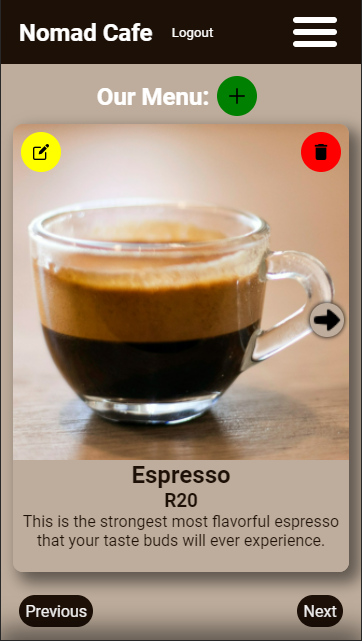 Nomad Cafe
Logout
Our Menu:
Espresso
R20
This is the strongest most flavorful espresso
that your taste buds will ever experience.
Previous
Next